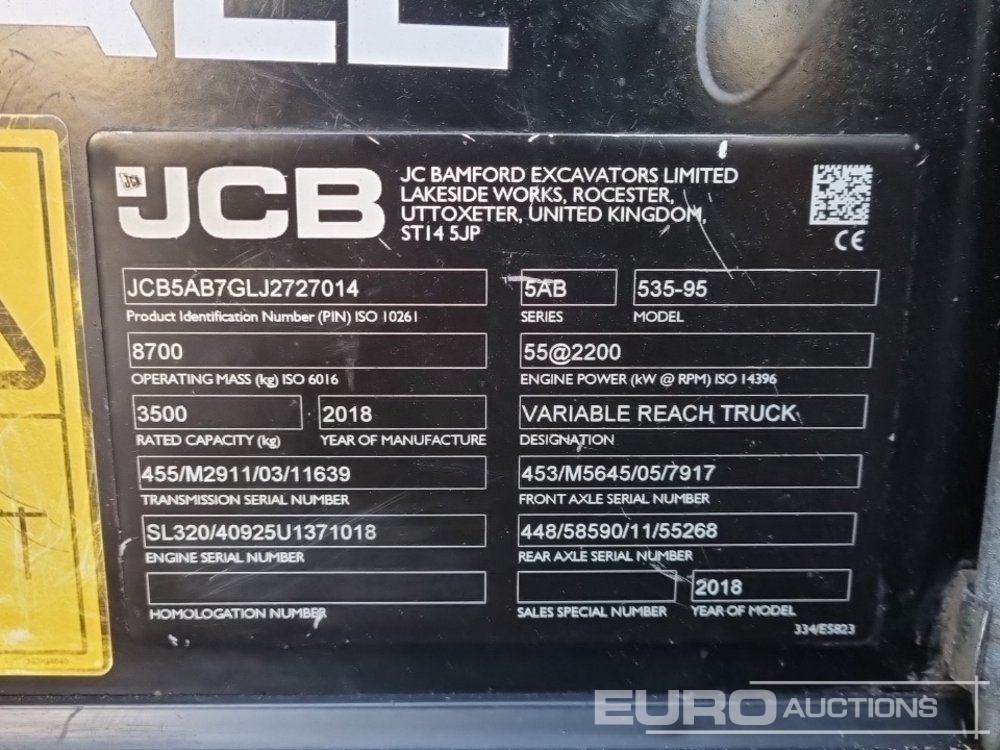 JCB
JC BAMFORD EXCAVATORS LIMITED
LAKESIDE WORKS, ROCESTER,
UTTOXETER, UNITED KINGDOM,
ST14 5JP
CE
JCB5AB7GLJ2727014
Product Identification Number (PIN) ISO 10261
5AB
SERIES
535-95
MODEL
8700
OPERATING MASS (kg) ISO 6016
55@2200
ENGINE POWER (kW @ RPM) ISO 14396
3500
RATED CAPACITY (kg)
2018
YEAR OF MANUFACTURE
VARIABLE REACH TRUCK
DESIGNATION
455/M2911/03/11639
TRANSMISSION SERIAL NUMBER
453/M5645/05/7917
FRONT AXLE SERIAL NUMBER
SL320/40925U1371018
ENGINE SERIAL NUMBER
448/58590/11/55268
REAR AXLE SERIAL NUMBER
HOMOLOGATION NUMBER
SALES SPECIAL NUMBER
2018
YEAR OF MODEL
334/E5823
EURO AUCTIONS